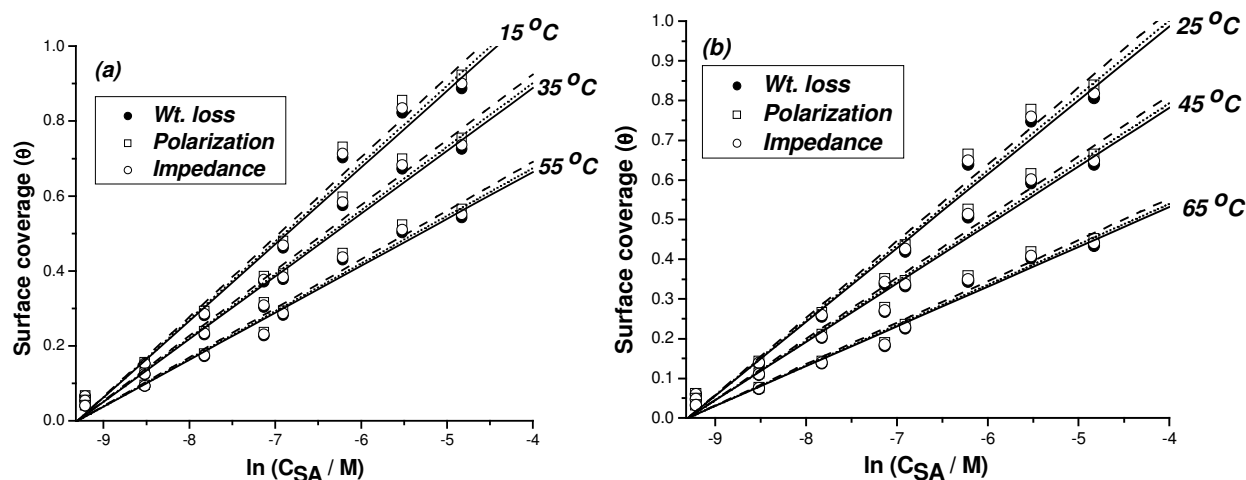 (a)
Wt. loss
Polarization
Impedance
15 °C
35 °C
55 °C
Surface coverage (θ)
1.0
0.8
0.6
0.4
0.2
0.0
-9 -8 -7 -6 -5 -4
ln (C_SA / M)
(b)
Wt. loss
Polarization
Impedance
25 °C
45 °C
65 °C
Surface coverage (θ)
1.0
0.9
0.8
0.7
0.6
0.5
0.4
0.3
0.2
0.1
0.0
-9 -8 -7 -6 -5 -4
ln (C_SA / M)